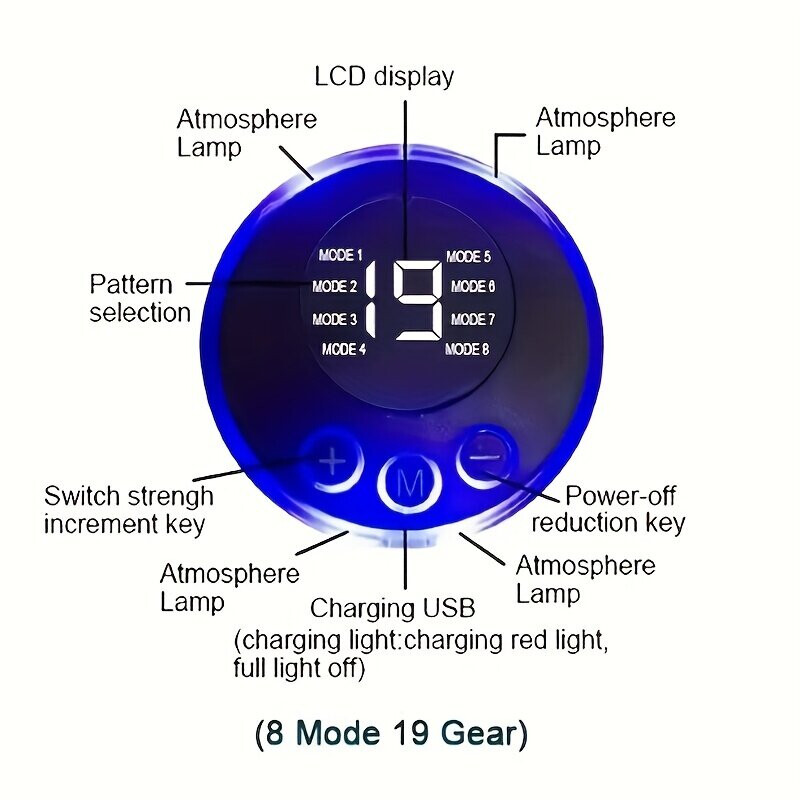 LCD display
Atmosphere
Lamp
Atmosphere
Lamp
MODE 1
MODE 2
MODE 3
MODE 4
19
MODE 5
MODE 6
MODE 7
MODE 8
Pattern
selection
+
M
−
Switch strengh
increment key
Power-off
reduction key
Atmosphere
Lamp
Atmosphere
Lamp
Charging USB
(charging light:charging red light,
full light off)
(8 Mode 19 Gear)